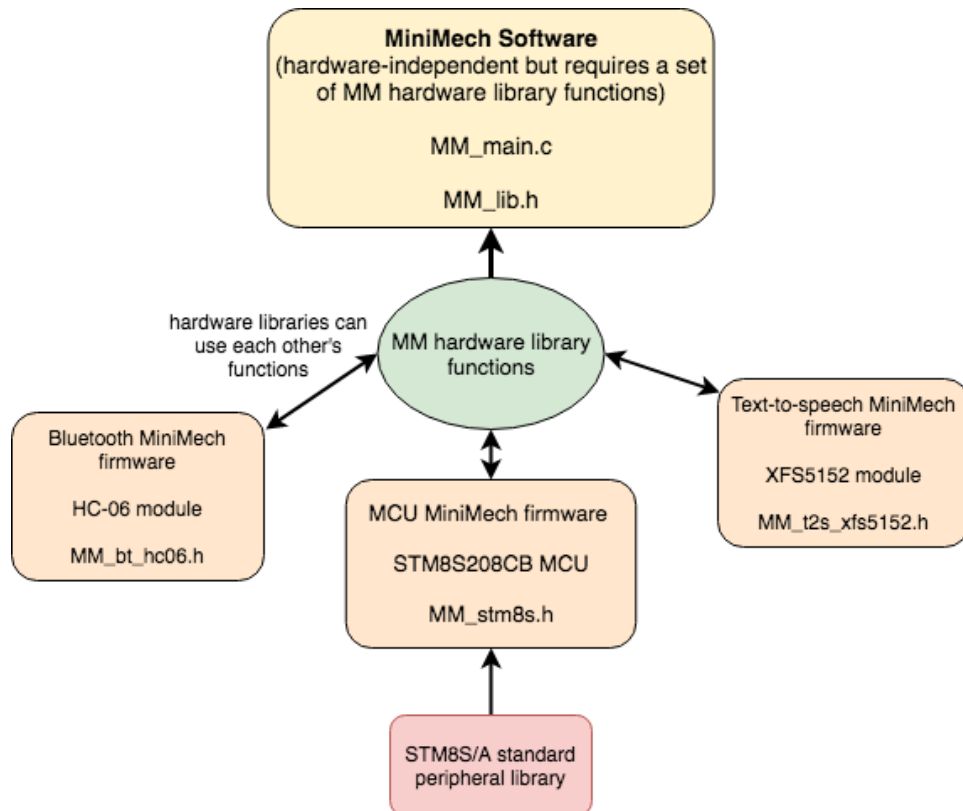 MiniMech Software
(hardware-independent but requires a set
of MM hardware library functions)
MM_main.c
MM_lib.h
hardware libraries can
use each other's
functions
MM hardware library
functions
Bluetooth MiniMech
firmware
HC-06 module
MM_bt_hc06.h
MCU MiniMech firmware
STM8S208CB MCU
MM_stm8s.h
Text-to-speech MiniMech
firmware
XFS5152 module
MM_t2s_xfs5152.h
STM8S/A standard
peripheral library